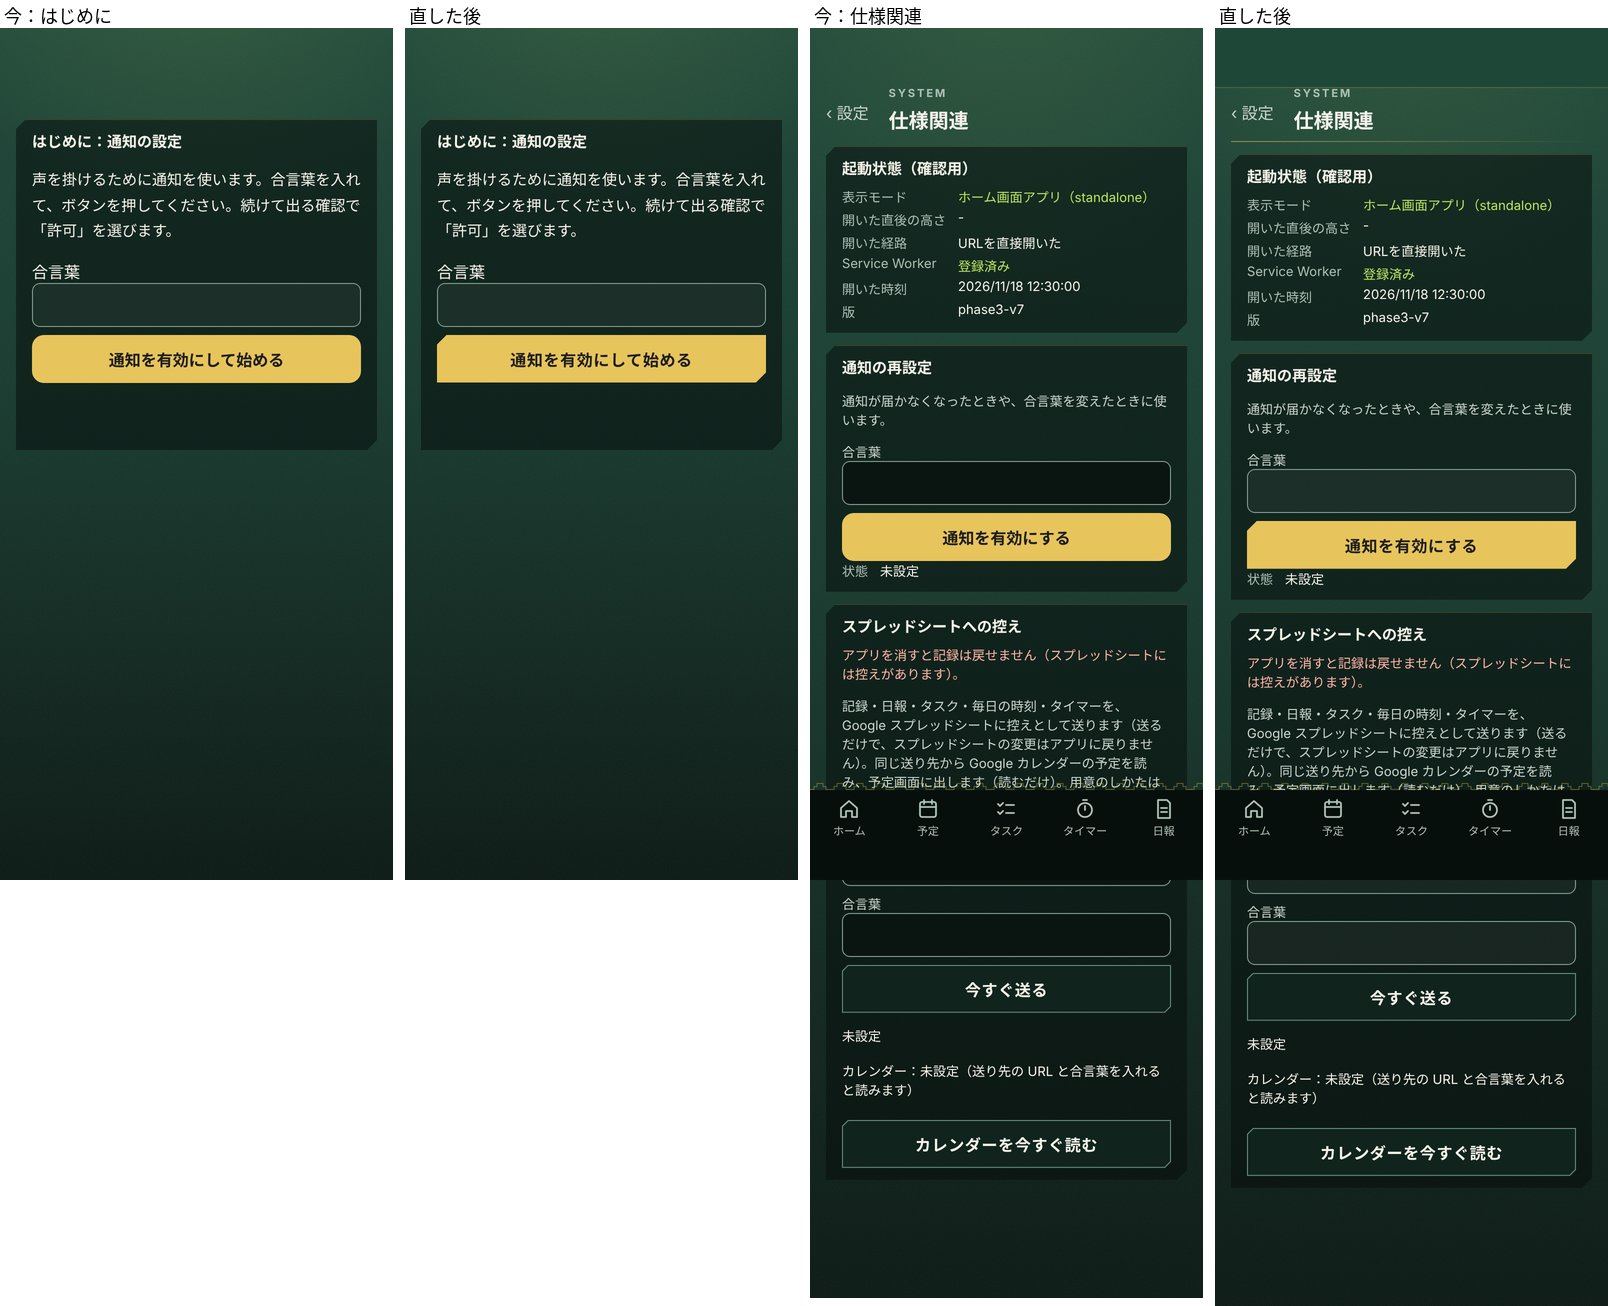 今：はじめに
はじめに：通知の設定
声を掛けるために通知を使います。合言葉を入れ
て、ボタンを押してください。続けて出る確認で
「許可」を選びます。
合言葉
通知を有効にして始める
直した後
はじめに：通知の設定
声を掛けるために通知を使います。合言葉を入れ
て、ボタンを押してください。続けて出る確認で
「許可」を選びます。
合言葉
通知を有効にして始める
今：仕様関連
‹ 設定
SYSTEM
仕様関連
起動状態（確認用）
表示モード ホーム画面アプリ（standalone）
開いた直後の高さ -
開いた経路 URLを直接開いた
Service Worker 登録済み
開いた時刻 2026/11/18 12:30:00
版 phase3-v7
通知の再設定
通知が届かなくなったときや、合言葉を変えたときに使
います。
合言葉
通知を有効にする
状態 未設定
スプレッドシートへの控え
アプリを消すと記録は戻せません（スプレッドシートに
は控えがあります）。
記録・日報・タスク・毎日の時刻・タイマーを、
Google スプレッドシートに控えとして送ります（送る
だけで、スプレッドシートの変更はアプリに戻りませ
ん）。同じ送り先から Google カレンダーの予定を読
み、予定画面に出します（読むだけ）。用意のしかたは
ホーム 予定 タスク タイマー 日報
合言葉
今すぐ送る
未設定
カレンダー：未設定（送り先の URL と合言葉を入れる
と読みます）
カレンダーを今すぐ読む
直した後
‹ 設定
SYSTEM
仕様関連
起動状態（確認用）
表示モード ホーム画面アプリ（standalone）
開いた直後の高さ -
開いた経路 URLを直接開いた
Service Worker 登録済み
開いた時刻 2026/11/18 12:30:00
版 phase3-v7
通知の再設定
通知が届かなくなったときや、合言葉を変えたときに使
います。
合言葉
通知を有効にする
状態 未設定
スプレッドシートへの控え
アプリを消すと記録は戻せません（スプレッドシートに
は控えがあります）。
記録・日報・タスク・毎日の時刻・タイマーを、
Google スプレッドシートに控えとして送ります（送る
だけで、スプレッドシートの変更はアプリに戻りませ
ん）。同じ送り先から Google カレンダーの予定を読
ホーム 予定 タスク タイマー 日報
合言葉
今すぐ送る
未設定
カレンダー：未設定（送り先の URL と合言葉を入れる
と読みます）
カレンダーを今すぐ読む